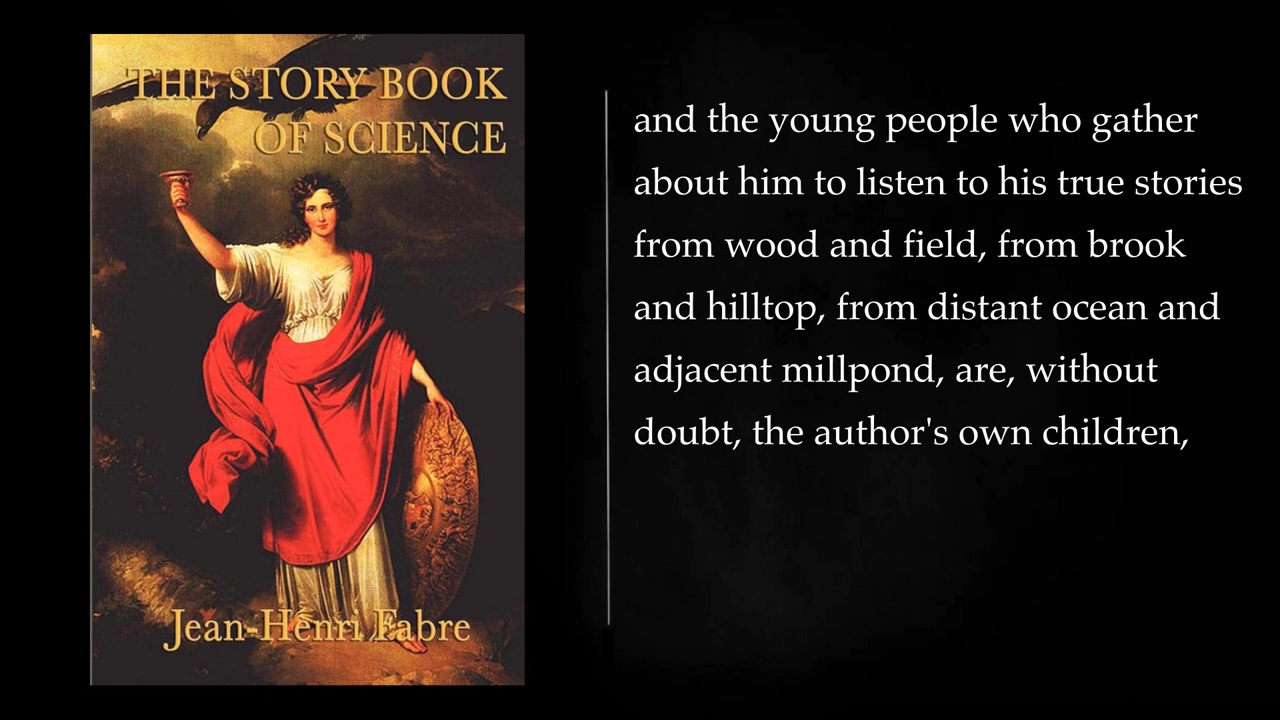 THE STORY BOOK
OF SCIENCE
Jean-Henri Fabre
and the young people who gather
about him to listen to his true stories
from wood and field, from brook
and hilltop, from distant ocean and
adjacent millpond, are, without
doubt, the author's own children,